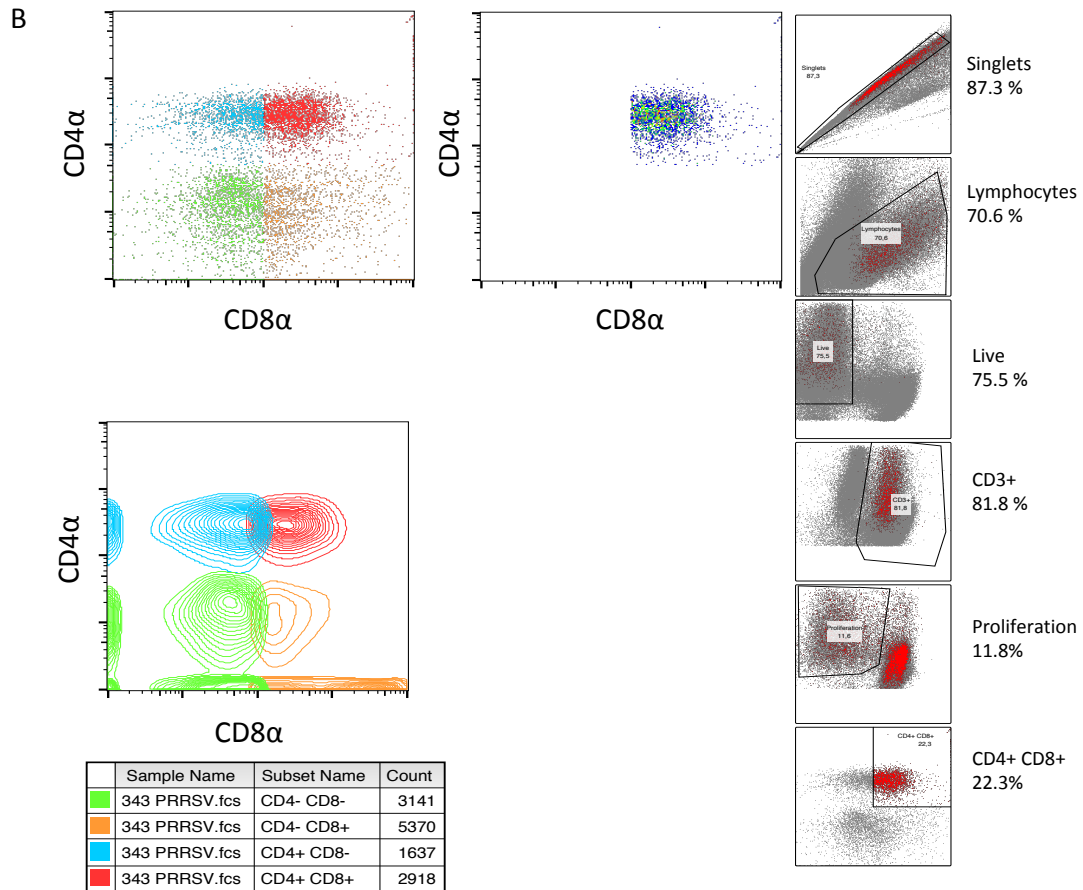 B
CD4α
CD8α
CD4α
CD8α
Singlets
87,3
Singlets
87.3 %
Lymphocytes
70,6
Lymphocytes
70.6 %
Live
75,5
Live
75.5 %
CD3+
81,8
CD3+
81.8 %
Proliferation
11,6
Proliferation
11.8%
CD4+ CD8+
22,3
CD4+ CD8+
22.3%
CD4α
CD8α
Sample Name Subset Name Count
343 PRRSV.fcs CD4- CD8- 3141
343 PRRSV.fcs CD4- CD8+ 5370
343 PRRSV.fcs CD4+ CD8- 1637
343 PRRSV.fcs CD4+ CD8+ 2918